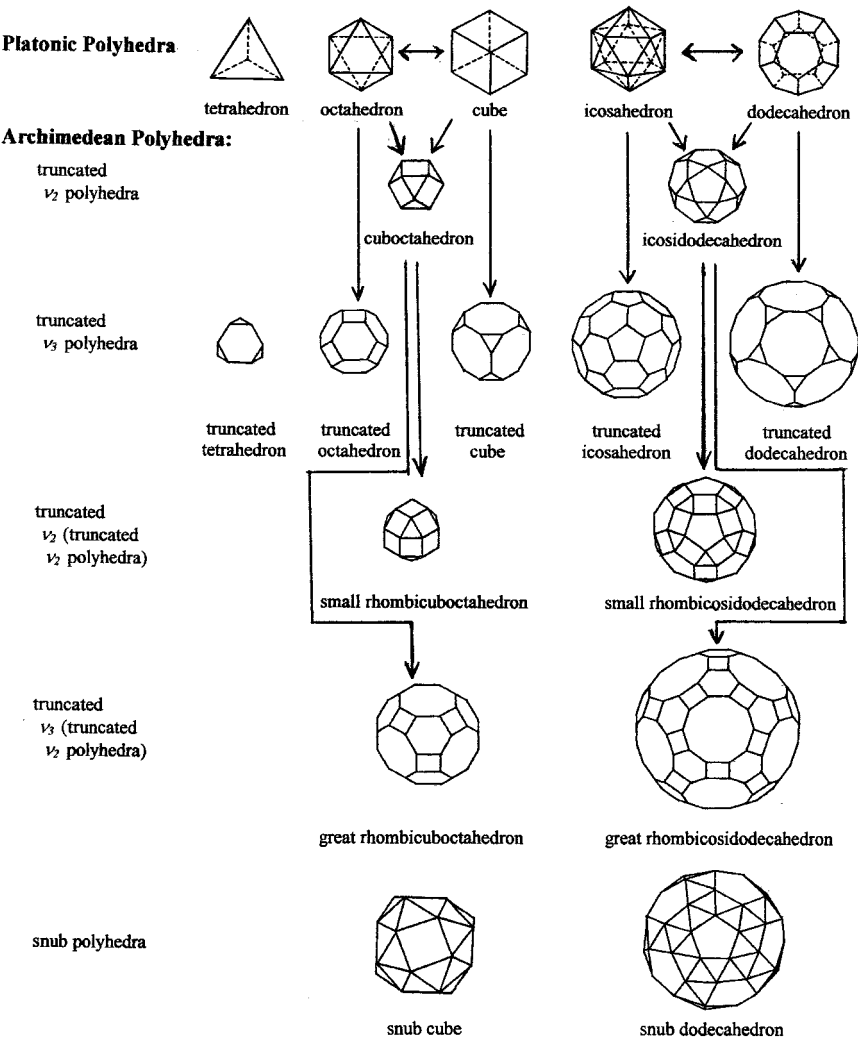 Platonic Polyhedra
tetrahedron octahedron cube icosahedron dodecahedron
Archimedean Polyhedra:
truncated
ν2 polyhedra
cuboctahedron icosidodecahedron
truncated
ν3 polyhedra
truncated truncated truncated truncated truncated
tetrahedron octahedron cube icosahedron dodecahedron
truncated
ν2 (truncated
ν2 polyhedra)
small rhombicuboctahedron small rhombicosidodecahedron
truncated
ν3 (truncated
ν2 polyhedra)
great rhombicuboctahedron great rhombicosidodecahedron
snub polyhedra
snub cube snub dodecahedron